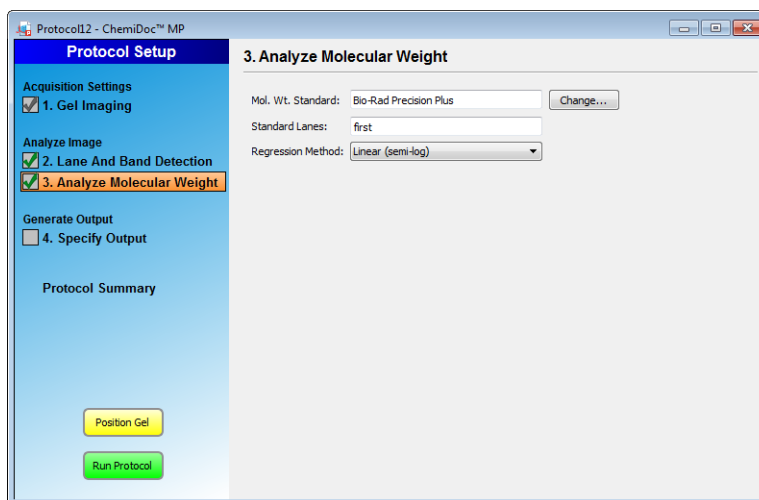 Protocol12 - ChemiDoc™ MP
Protocol Setup
Acquisition Settings
1. Gel Imaging
Analyze Image
2. Lane And Band Detection
3. Analyze Molecular Weight
Generate Output
4. Specify Output
Protocol Summary
Position Gel
Run Protocol
3. Analyze Molecular Weight
Mol. Wt. Standard: Bio-Rad Precision Plus Change...
Standard Lanes: first
Regression Method: Linear (semi-log)